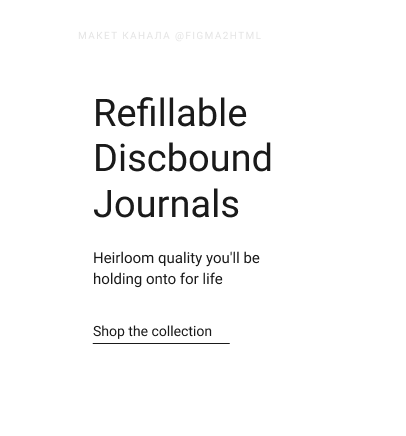 МАКЕТ КАНАЛА @FIGMA2HTML
Refillable
Discbound
Journals
Heirloom quality you'll be
holding onto for life
Shop the collection